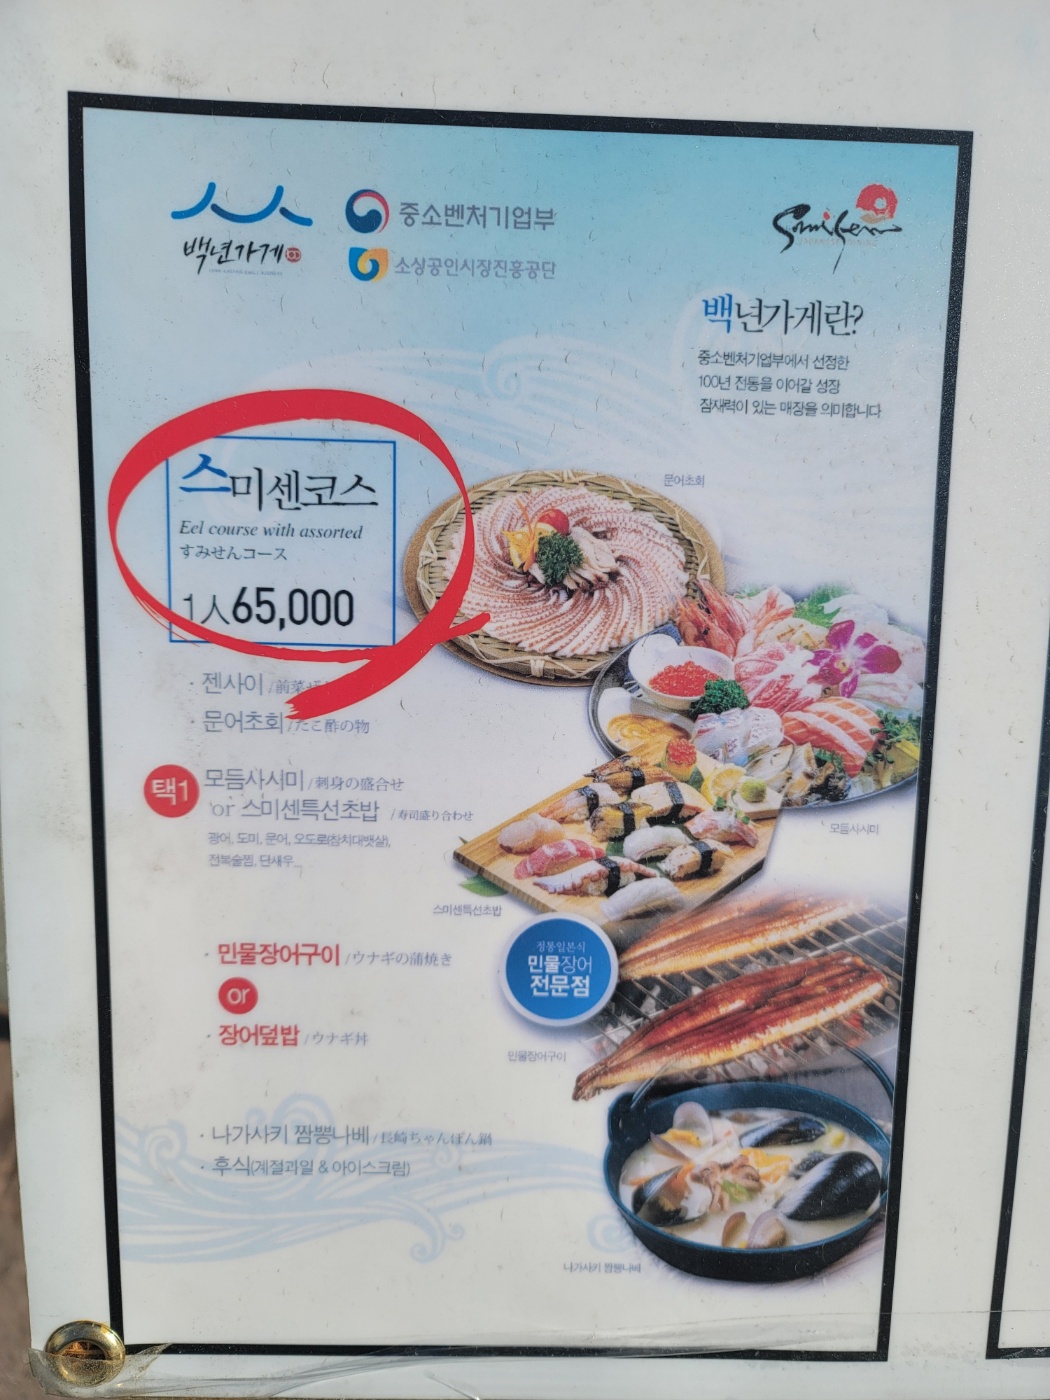 백년가게
중소벤처기업부
소상공인시장진흥공단
Sumisen
백년가게란?
중소벤처기업부에서 선정한
100년 전통을 이어갈 성장
잠재력이 있는 매장을 의미합니다
스미센코스
Eel course with assorted
すみせんコース
1人65,000
문어초회
· 젠사이 / 前菜
· 문어초회 / たこ酢の物
택1
모듬사시미 / 刺身の盛合せ
or 스미센특선초밥 / 寿司盛り合わせ
광어, 도미, 문어, 오도로(참치대뱃살),
전복술찜, 단새우...
모듬사시미
스미센특선초밥
· 민물장어구이 / ウナギの蒲焼き
or
· 장어덮밥 / ウナギ丼
정통일본식
민물장어
전문점
민물장어구이
· 나가사키 짬뽕나베 / 長崎ちゃんぽん鍋
· 후식(계절과일 & 아이스크림)
나가사키 짬뽕나베